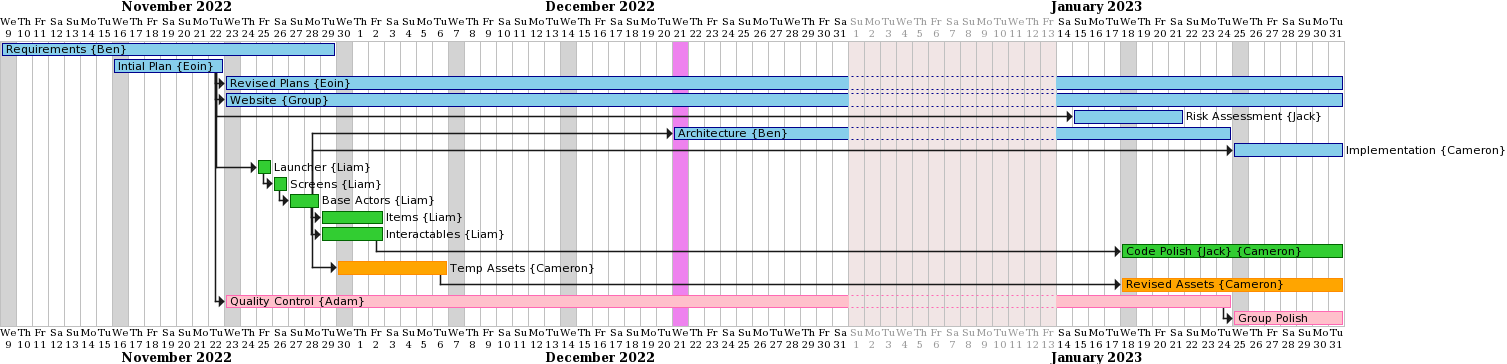 November 2022 December 2022 January 2023
We Th Fr Sa Su Mo Tu We Th Fr Sa Su Mo Tu We Th Fr Sa Su Mo Tu We Th Fr Sa Su Mo Tu We Th Fr Sa Su Mo Tu We Th Fr Sa Su Mo Tu We Th Fr Sa Su Mo Tu We Th Fr Sa Su Mo Tu We Th Fr Sa Su Mo Tu We Th Fr Sa Su Mo Tu We Th Fr Sa Su Mo Tu We Th Fr Sa Su Mo Tu
9 10 11 12 13 14 15 16 17 18 19 20 21 22 23 24 25 26 27 28 29 30 1 2 3 4 5 6 7 8 9 10 11 12 13 14 15 16 17 18 19 20 21 22 23 24 25 26 27 28 29 30 31 1 2 3 4 5 6 7 8 9 10 11 12 13 14 15 16 17 18 19 20 21 22 23 24 25 26 27 28 29 30 31
Requirements {Ben}
Intial Plan {Eoin}
Revised Plans {Eoin}
Website {Group}
Risk Assessment {Jack}
Architecture {Ben}
Implementation {Cameron}
Launcher {Liam}
Screens {Liam}
Base Actors {Liam}
Items {Liam}
Interactables {Liam}
Code Polish {Jack} {Cameron}
Temp Assets {Cameron}
Revised Assets {Cameron}
Quality Control {Adam}
Group Polish
We Th Fr Sa Su Mo Tu We Th Fr Sa Su Mo Tu We Th Fr Sa Su Mo Tu We Th Fr Sa Su Mo Tu We Th Fr Sa Su Mo Tu We Th Fr Sa Su Mo Tu We Th Fr Sa Su Mo Tu We Th Fr Sa Su Mo Tu We Th Fr Sa Su Mo Tu We Th Fr Sa Su Mo Tu We Th Fr Sa Su Mo Tu We Th Fr Sa Su Mo Tu
9 10 11 12 13 14 15 16 17 18 19 20 21 22 23 24 25 26 27 28 29 30 1 2 3 4 5 6 7 8 9 10 11 12 13 14 15 16 17 18 19 20 21 22 23 24 25 26 27 28 29 30 31 1 2 3 4 5 6 7 8 9 10 11 12 13 14 15 16 17 18 19 20 21 22 23 24 25 26 27 28 29 30 31
November 2022 December 2022 January 2023